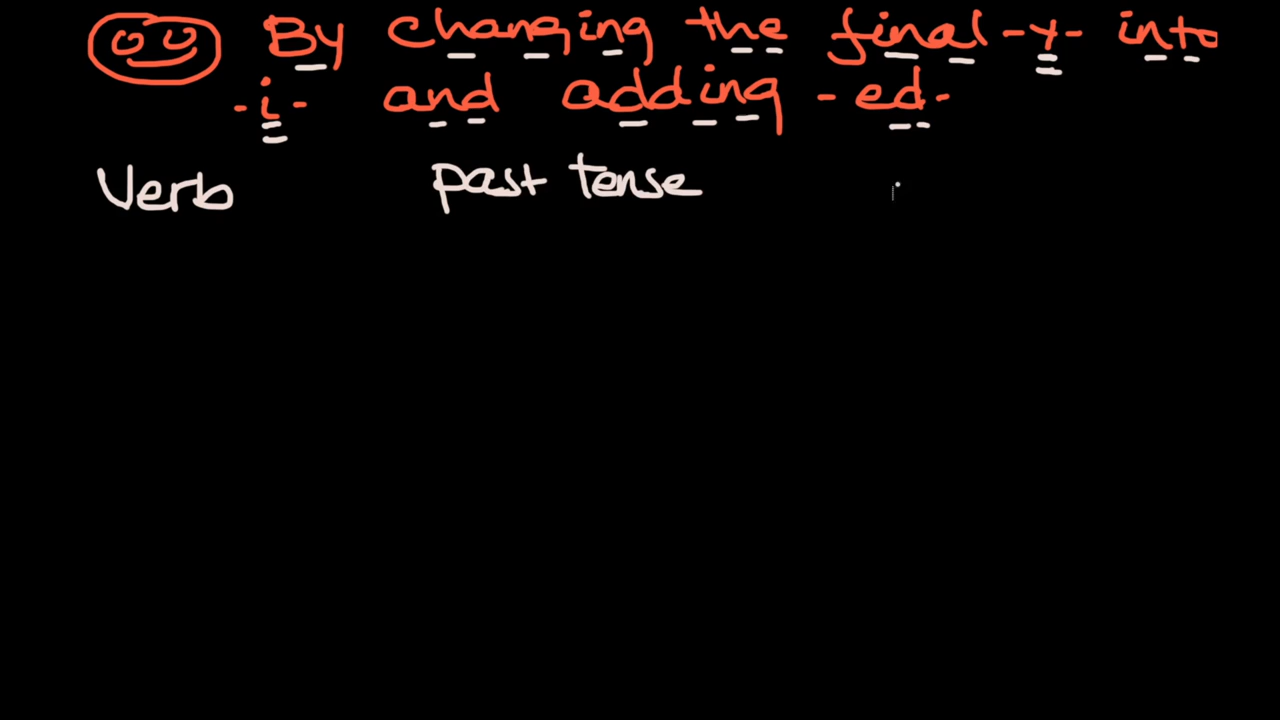 By changing the final -y- into
-i- and adding -ed-
Verb past tense